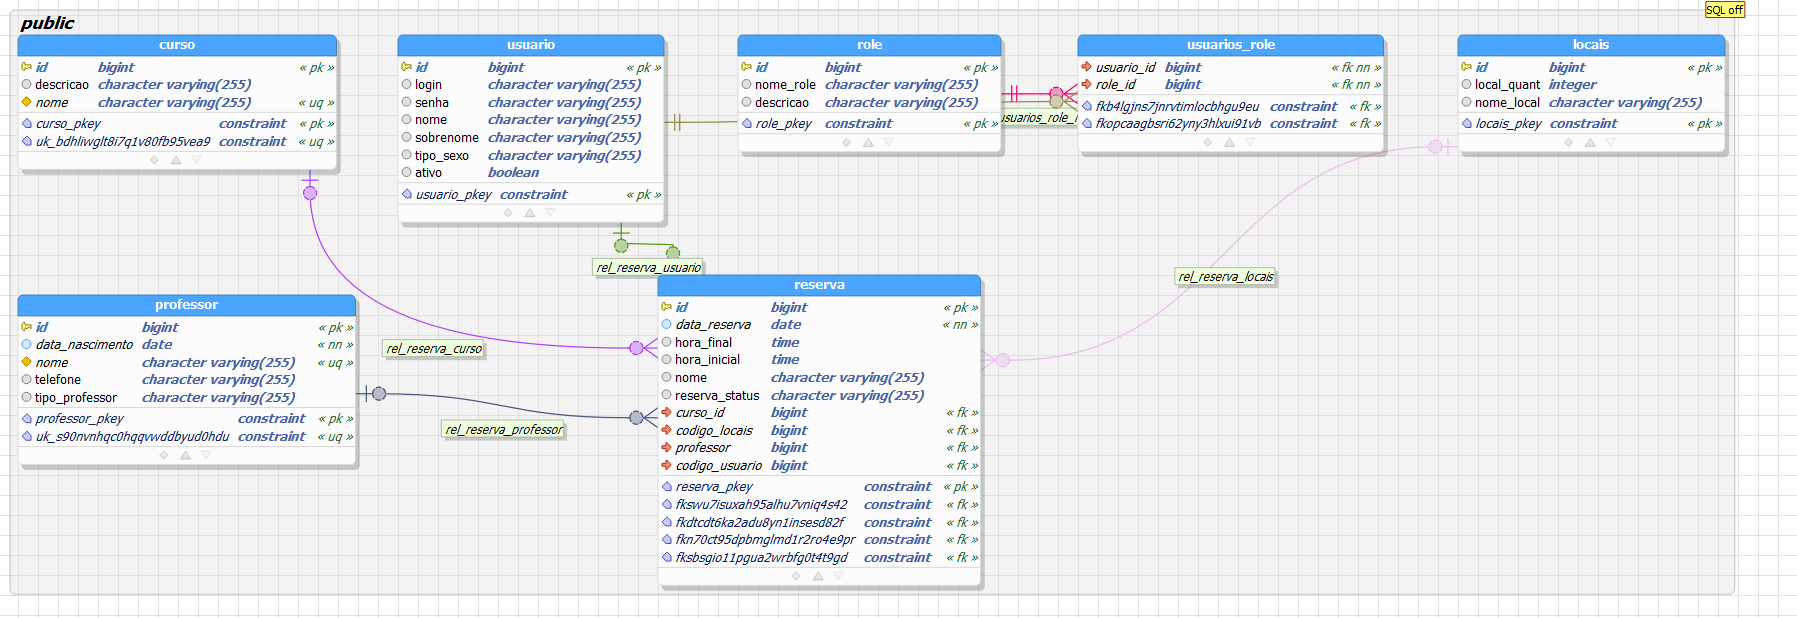 SQL off
public
curso
id bigint « pk »
descricao character varying(255)
nome character varying(255) « uq »
curso_pkey constraint « pk »
uk_bdhliwglt8i7q1v80fb95vea9 constraint « uq »
usuario
id bigint « pk »
login character varying(255)
senha character varying(255)
nome character varying(255)
sobrenome character varying(255)
tipo_sexo character varying(255)
ativo boolean
usuario_pkey constraint « pk »
role
id bigint « pk »
nome_role character varying(255)
descricao character varying(255)
role_pkey constraint « pk »
usuarios_role
usuario_id bigint « fk nn »
role_id bigint « fk nn »
fkb4lgjns7jnrvtimlocbhgu9eu constraint « fk »
fkopcaagbsri62yny3hlxui91vb constraint « fk »
locais
id bigint « pk »
local_quant integer
nome_local character varying(255)
locais_pkey constraint « pk »
rel_reserva_usuario
rel_reserva_locais
professor
id bigint « pk »
data_nascimento date « nn »
nome character varying(255) « uq »
telefone character varying(255)
tipo_professor character varying(255)
professor_pkey constraint « pk »
uk_s90nvnhqc0hqqvwddbyud0hdu constraint « uq »
rel_reserva_curso
rel_reserva_professor
reserva
id bigint « pk »
data_reserva date « nn »
hora_final time
hora_inicial time
nome character varying(255)
reserva_status character varying(255)
curso_id bigint « fk »
codigo_locais bigint « fk »
professor bigint « fk »
codigo_usuario bigint « fk »
reserva_pkey constraint « pk »
fkswu7isuxah95alhu7vniq4s42 constraint « fk »
fkdtcdt6ka2adu8yn1insesd82f constraint « fk »
fkn70ct95dpbmglmd1r2ro4e9pr constraint « fk »
fksbsgio11pgua2wrbfg0t4t9gd constraint « fk »